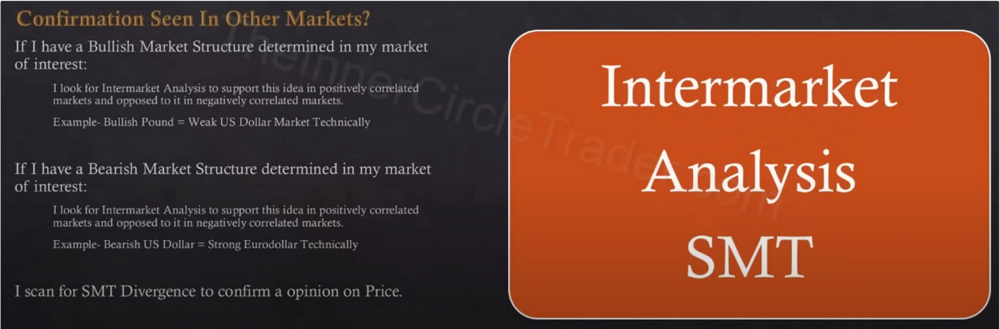 Confirmation Seen In Other Markets?
If I have a Bullish Market Structure determined in my market
of interest:
I look for Intermarket Analysis to support this idea in positively correlated
markets and opposed to it in negatively correlated markets.
Example- Bullish Pound = Weak US Dollar Market Technically
If I have a Bearish Market Structure determined in my market
of interest:
I look for Intermarket Analysis to support this idea in positively correlated
markets and opposed to it in negatively correlated markets.
Example- Bearish US Dollar = Strong Eurodollar Technically
I scan for SMT Divergence to confirm a opinion on Price.
Intermarket
Analysis
SMT
TheInnerCircleTrader.com